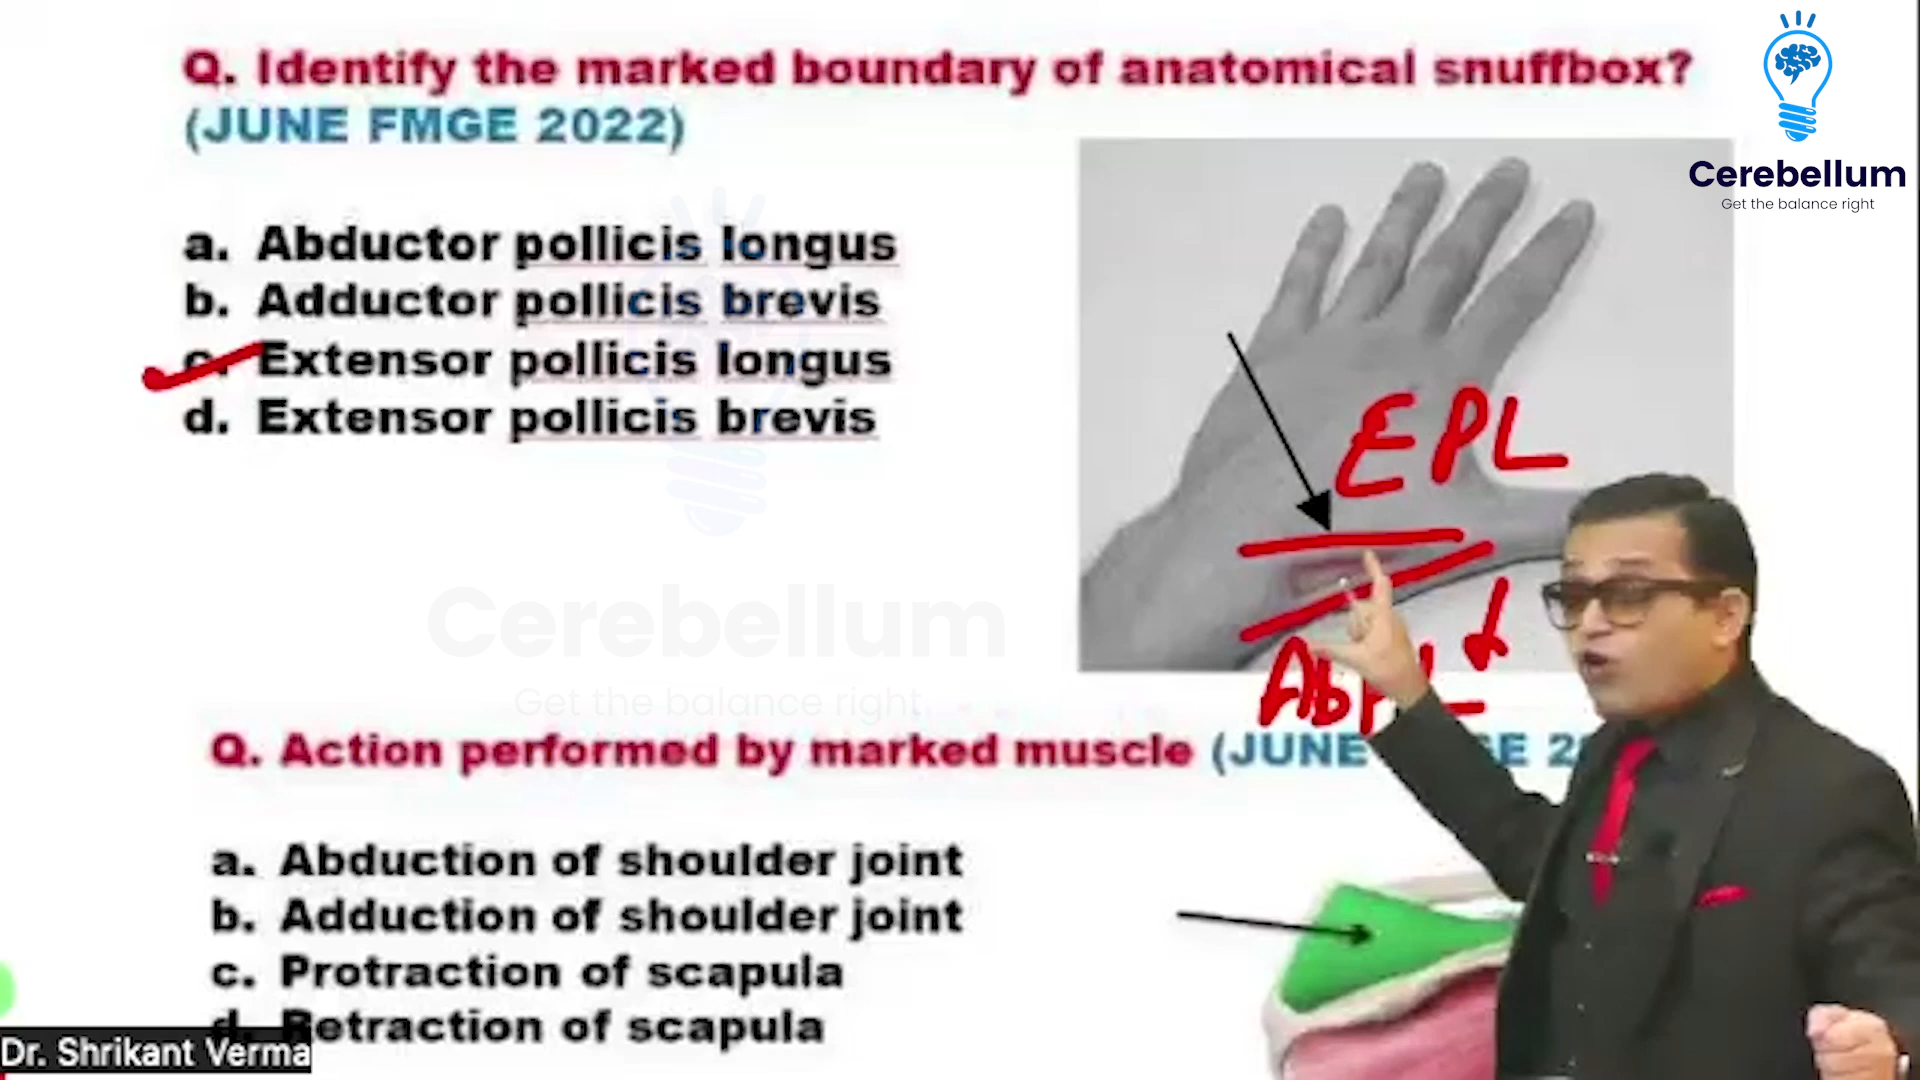 Q. Identify the marked boundary of anatomical snuffbox?
(JUNE FMGE 2022)
Cerebellum
Get the balance right
a. Abductor pollicis longus
b. Adductor pollicis brevis
c. Extensor pollicis longus
d. Extensor pollicis brevis
EPL
Cerebellum
Get the balance right
Q. Action performed by marked muscle (JUNE
a. Abduction of shoulder joint
b. Adduction of shoulder joint
c. Protraction of scapula
d. Retraction of scapula
Dr. Shrikant Verma